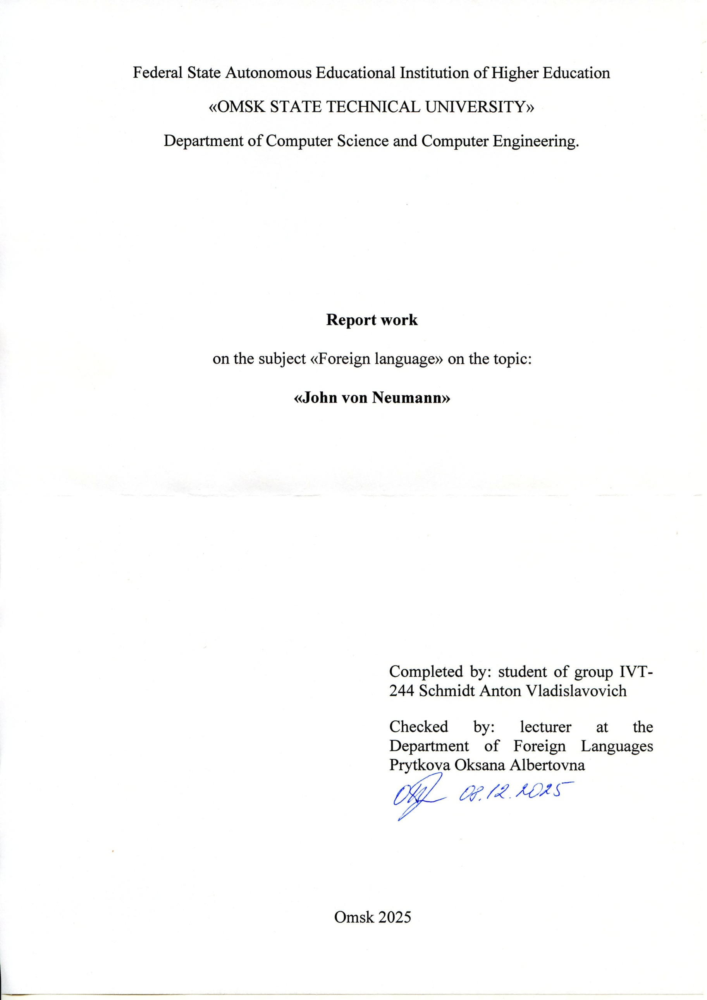 Federal State Autonomous Educational Institution of Higher Education
«OMSK STATE TECHNICAL UNIVERSITY»
Department of Computer Science and Computer Engineering.
Report work
on the subject «Foreign language» on the topic:
«John von Neumann»
Completed by: student of group IVT-
244 Schmidt Anton Vladislavovich
Checked by: lecturer at the
Department of Foreign Languages
Prytkova Oksana Albertovna
08.12.2025
Omsk 2025